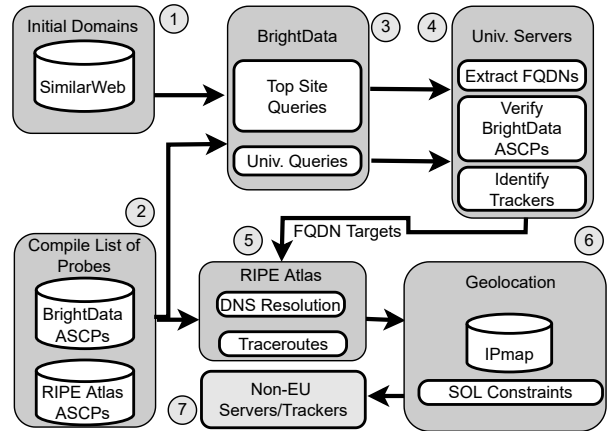 Initial Domains
1
SimilarWeb
BrightData
3
Top Site
Queries
Univ. Queries
4
Univ. Servers
Extract FQDNs
Verify
BrightData
ASCPs
Identify
Trackers
2
Compile List of
Probes
BrightData
ASCPs
RIPE Atlas
ASCPs
FQDN Targets
5
RIPE Atlas
DNS Resolution
Traceroutes
6
Geolocation
IPmap
SOL Constraints
7
Non-EU
Servers/Trackers